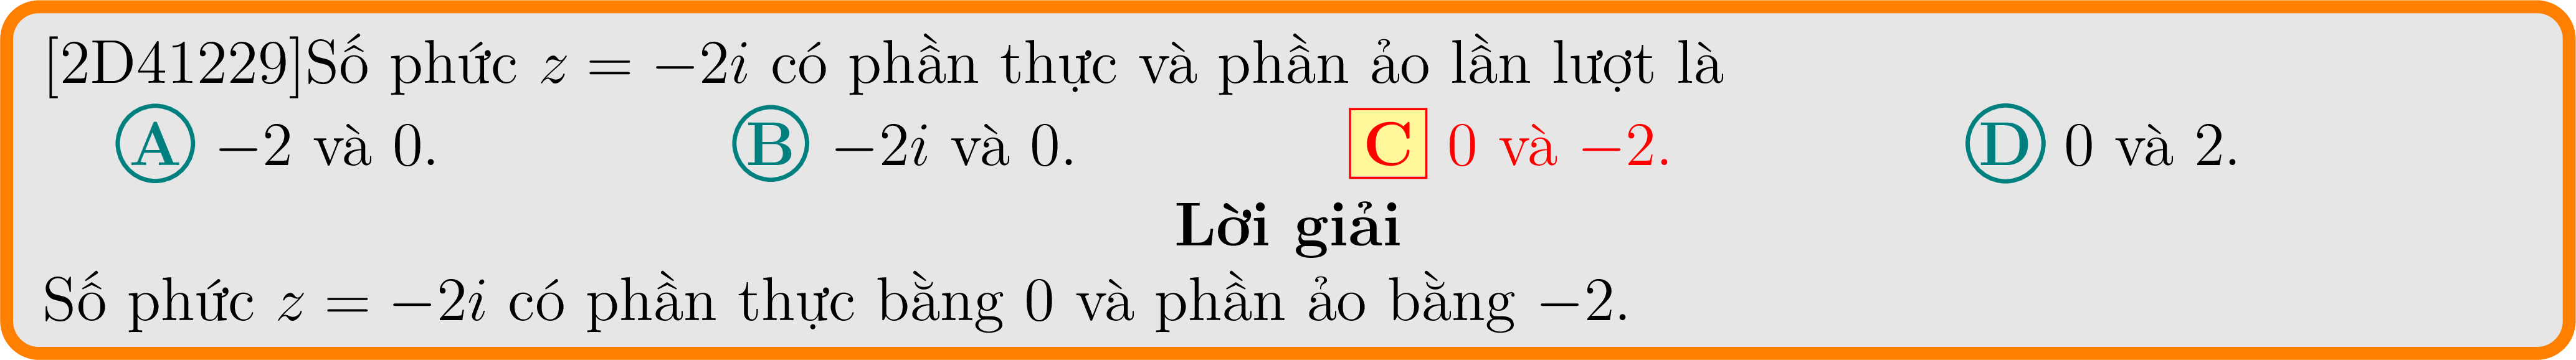 [2D41229]Số phức z = −2i có phần thực và phần ảo lần lượt là
A −2 và 0. B −2i và 0. C 0 và −2. D 0 và 2.
Lời giải
Số phức z = −2i có phần thực bằng 0 và phần ảo bằng −2.